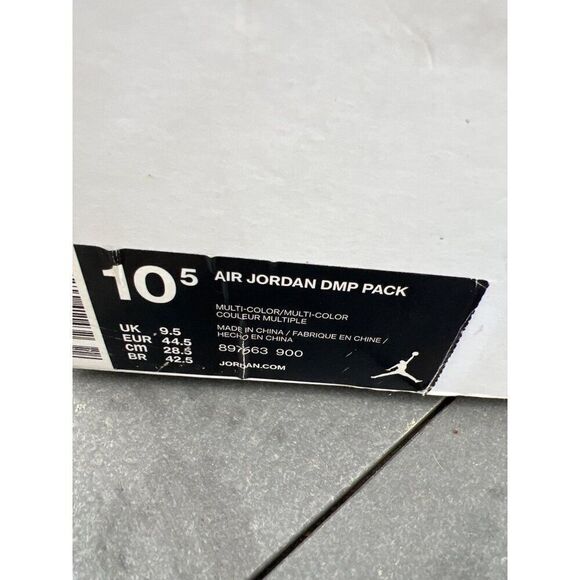 10 5 AIR JORDAN DMP PACK
MULTI-COLOR/MULTI-COLOR
COULEUR MULTIPLE
MADE IN CHINA / FABRIQUE EN CHINE /
HECHO EN CHINA
897563 900
JORDAN.COM
UK 9.5
EUR 44.5
cm 28.5
BR 42.5